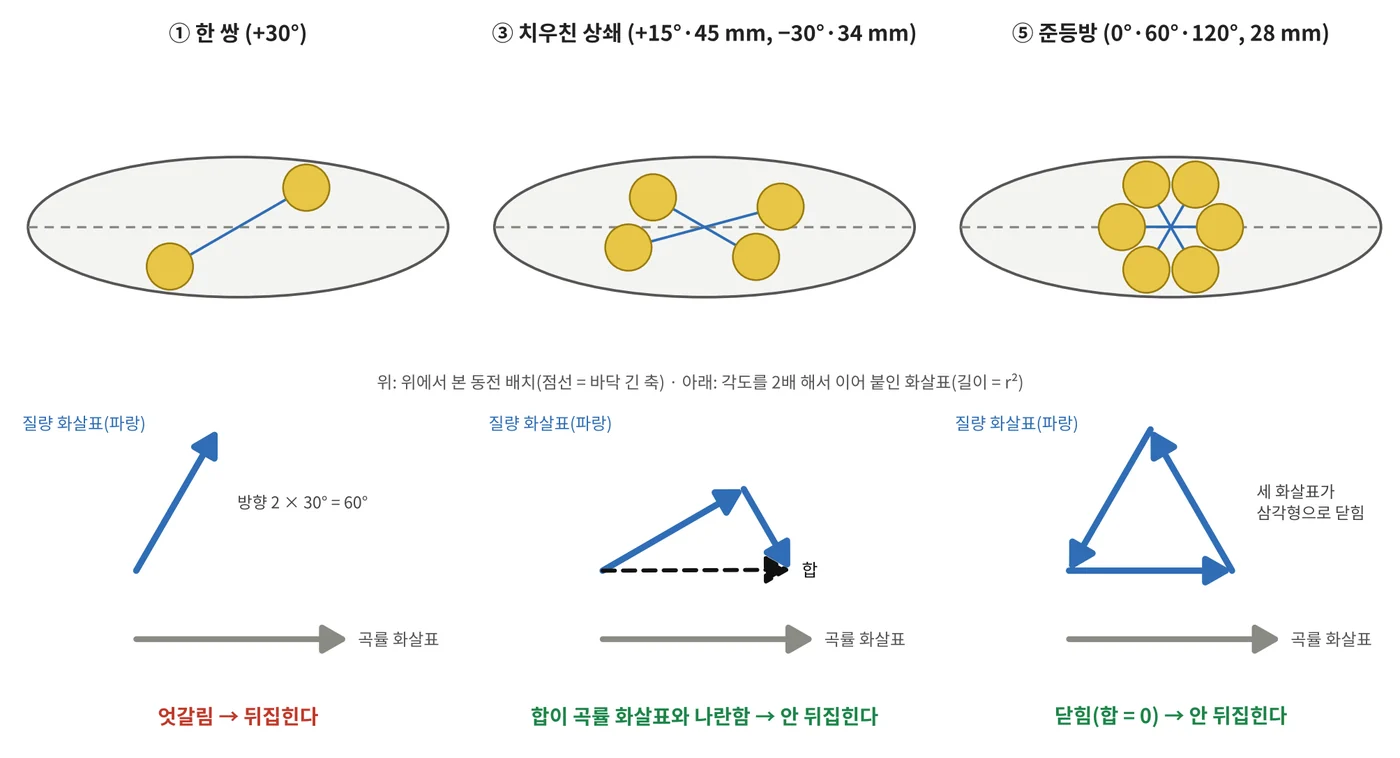 ① 한 쌍 (+30°)
③ 치우친 상쇄 (+15°·45 mm, −30°·34 mm)
⑤ 준등방 (0°·60°·120°, 28 mm)
위: 위에서 본 동전 배치(점선 = 바닥 긴 축) · 아래: 각도를 2배 해서 이어 붙인 화살표(길이 = r²)
질량 화살표(파랑)
방향 2 × 30° = 60°
곡률 화살표
엇갈림 → 뒤집힌다
질량 화살표(파랑)
합
곡률 화살표
합이 곡률 화살표와 나란함 → 안 뒤집힌다
질량 화살표(파랑)
세 화살표가
삼각형으로 닫힘
곡률 화살표
닫힘(합 = 0) → 안 뒤집힌다